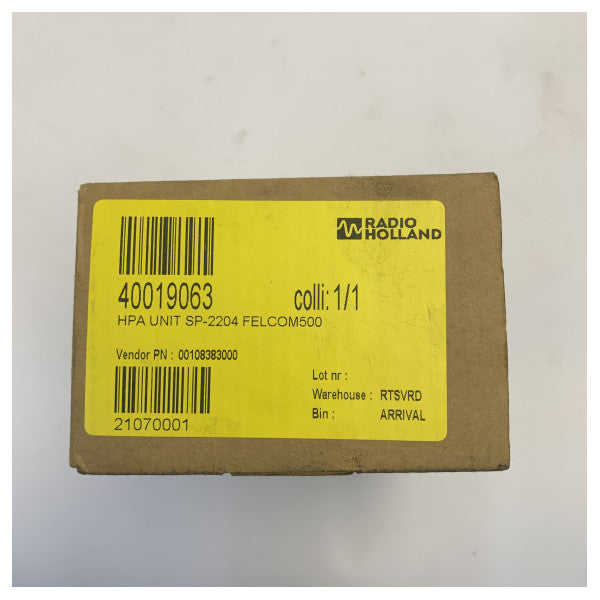 RADIO
HOLLAND
40019063
colli: 1/1
HPA UNIT SP-2204 FELCOM500
Vendor PN : 00108383000
Lot nr :
Warehouse : RTSVRD
Bin : ARRIVAL
21070001